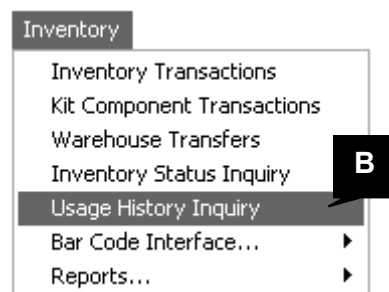 Inventory
Inventory Transactions
Kit Component Transactions
Warehouse Transfers
Inventory Status Inquiry
B
Usage History Inquiry
Bar Code Interface...
Reports...